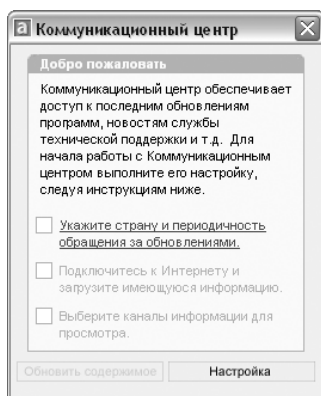 а Коммуникационный центр
Добро пожаловать
Коммуникационный центр обеспечивает
доступ к последним обновлениям
программ, новостям службы
технической поддержки и т.д. Для
начала работы с Коммуникационным
центром выполните его настройку,
следуя инструкциям ниже.
Укажите страну и периодичность
обращения за обновлениями.
Подключитесь к Интернету и
загрузите имеющуюся информацию.
Выберите каналы информации для
просмотра.
Обновить содержимое Настройка